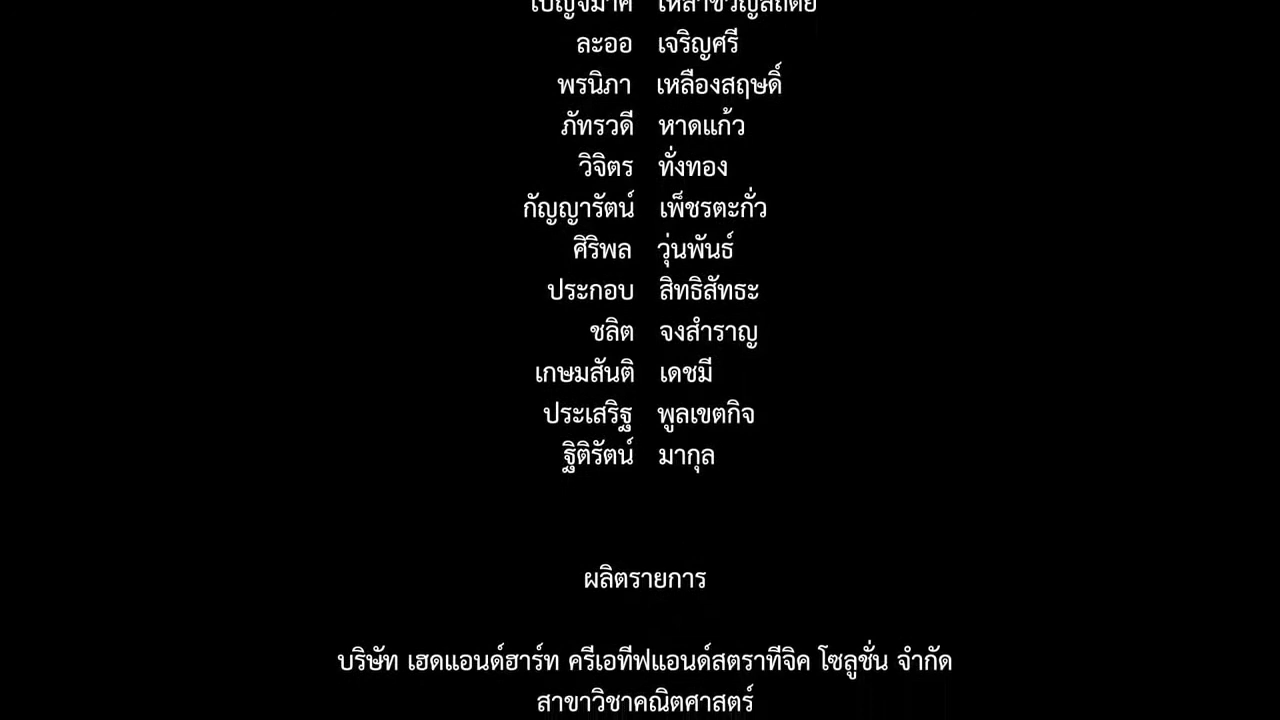 ละออ เจริญศรี
พรนิภา เหลืองสฤษดิ์
ภัทรวดี หาดแก้ว
วิจิตร ทั่งทอง
กัญญารัตน์ เพ็ชรตะกั่ว
ศิริพล วุ่นพันธ์
ประกอบ สิทธิสัทธะ
ชลิต จงสำราญ
เกษมสันติ เดชมี
ประเสริฐ พูลเขตกิจ
ฐิติรัตน์ มากุล
ผลิตรายการ
บริษัท เฮดแอนด์ฮาร์ท ครีเอทีฟแอนด์สตราทีจิค โซลูชั่น จำกัด
สาขาวิชาคณิตศาสตร์